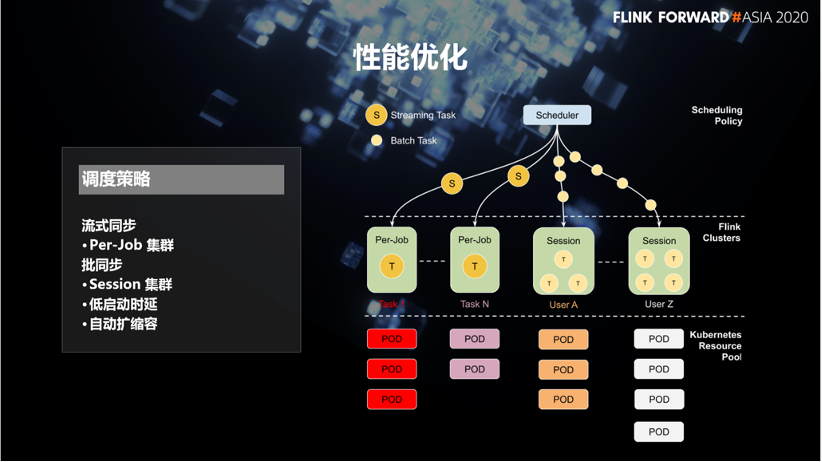 FLINK FORWARD #ASIA 2020
性能优化
调度策略
流式同步
• Per-Job 集群
批同步
• Session 集群
• 低启动时延
• 自动扩缩容
S Streaming Task
Batch Task
Scheduler
Scheduling
Policy
S
S
Flink
Clusters
Per-Job
T
Per-Job
T
Session
T
T T
Session
T T
T T
Task
Task N
User A
User Z
Kubernetes
Resource
Pool
POD POD POD POD
POD POD POD POD
POD POD POD
POD